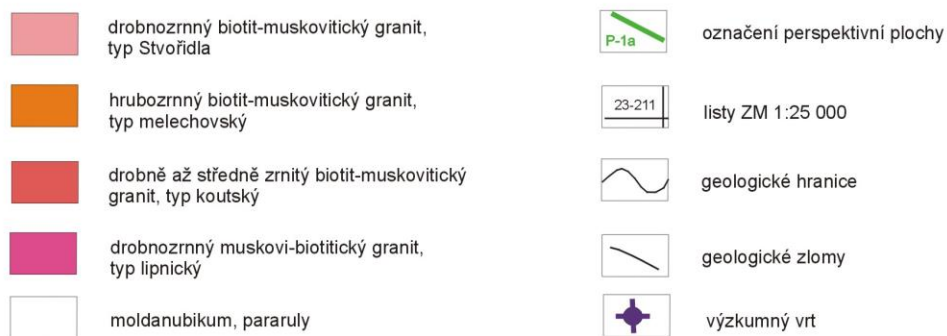 drobnozrnný biotit-muskovitický granit,
typ Stvořidla
hrubozrnný biotit-muskovitický granit,
typ melechovský
drobně až středně zrnitý biotit-muskovitický
granit, typ koutský
drobnozrnný muskovi-biotitický granit,
typ lipnický
moldanubikum, pararuly
P-1a
označení perspektivní plochy
23-211
listy ZM 1:25 000
geologické hranice
geologické zlomy
výzkumný vrt